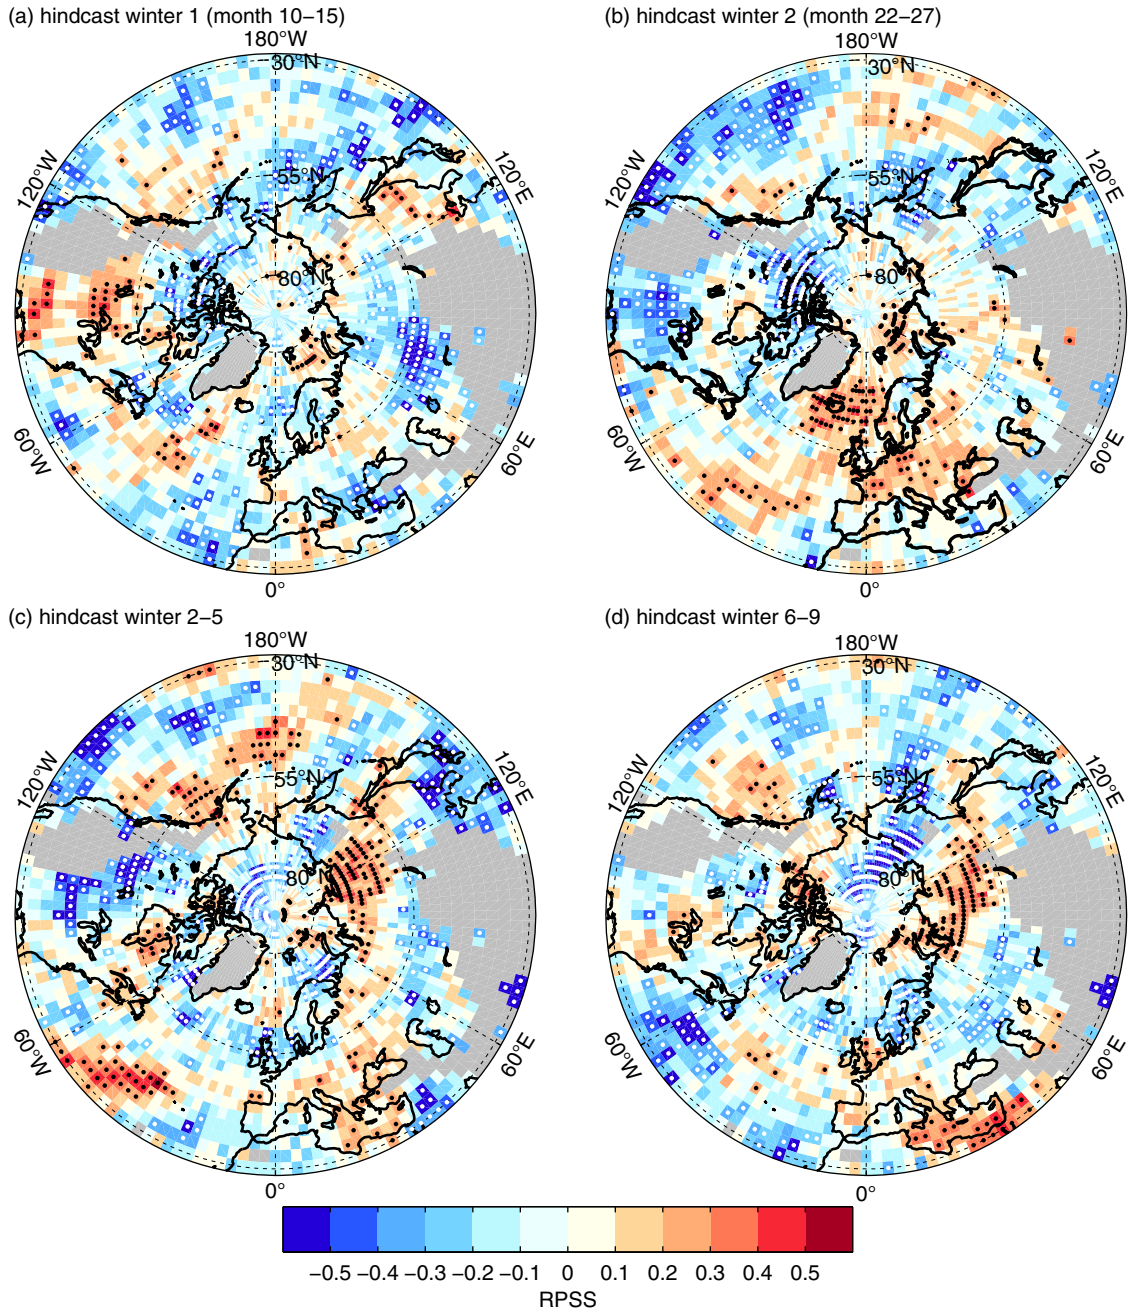 (a) hindcast winter 1 (month 10−15)
(b) hindcast winter 2 (month 22−27)
180°W
180°W
30°N
30°N
120°W
120°E
120°W
120°E
55°N
55°N
80°N
80°N
60°W
60°E
60°W
60°E
0°
0°
(c) hindcast winter 2−5
(d) hindcast winter 6−9
180°W
180°W
30°N
30°N
120°W
120°E
120°W
120°E
55°N
55°N
80°N
80°N
60°W
60°E
60°W
60°E
0°
0°
−0.5 −0.4 −0.3 −0.2 −0.1 0 0.1 0.2 0.3 0.4 0.5
RPSS